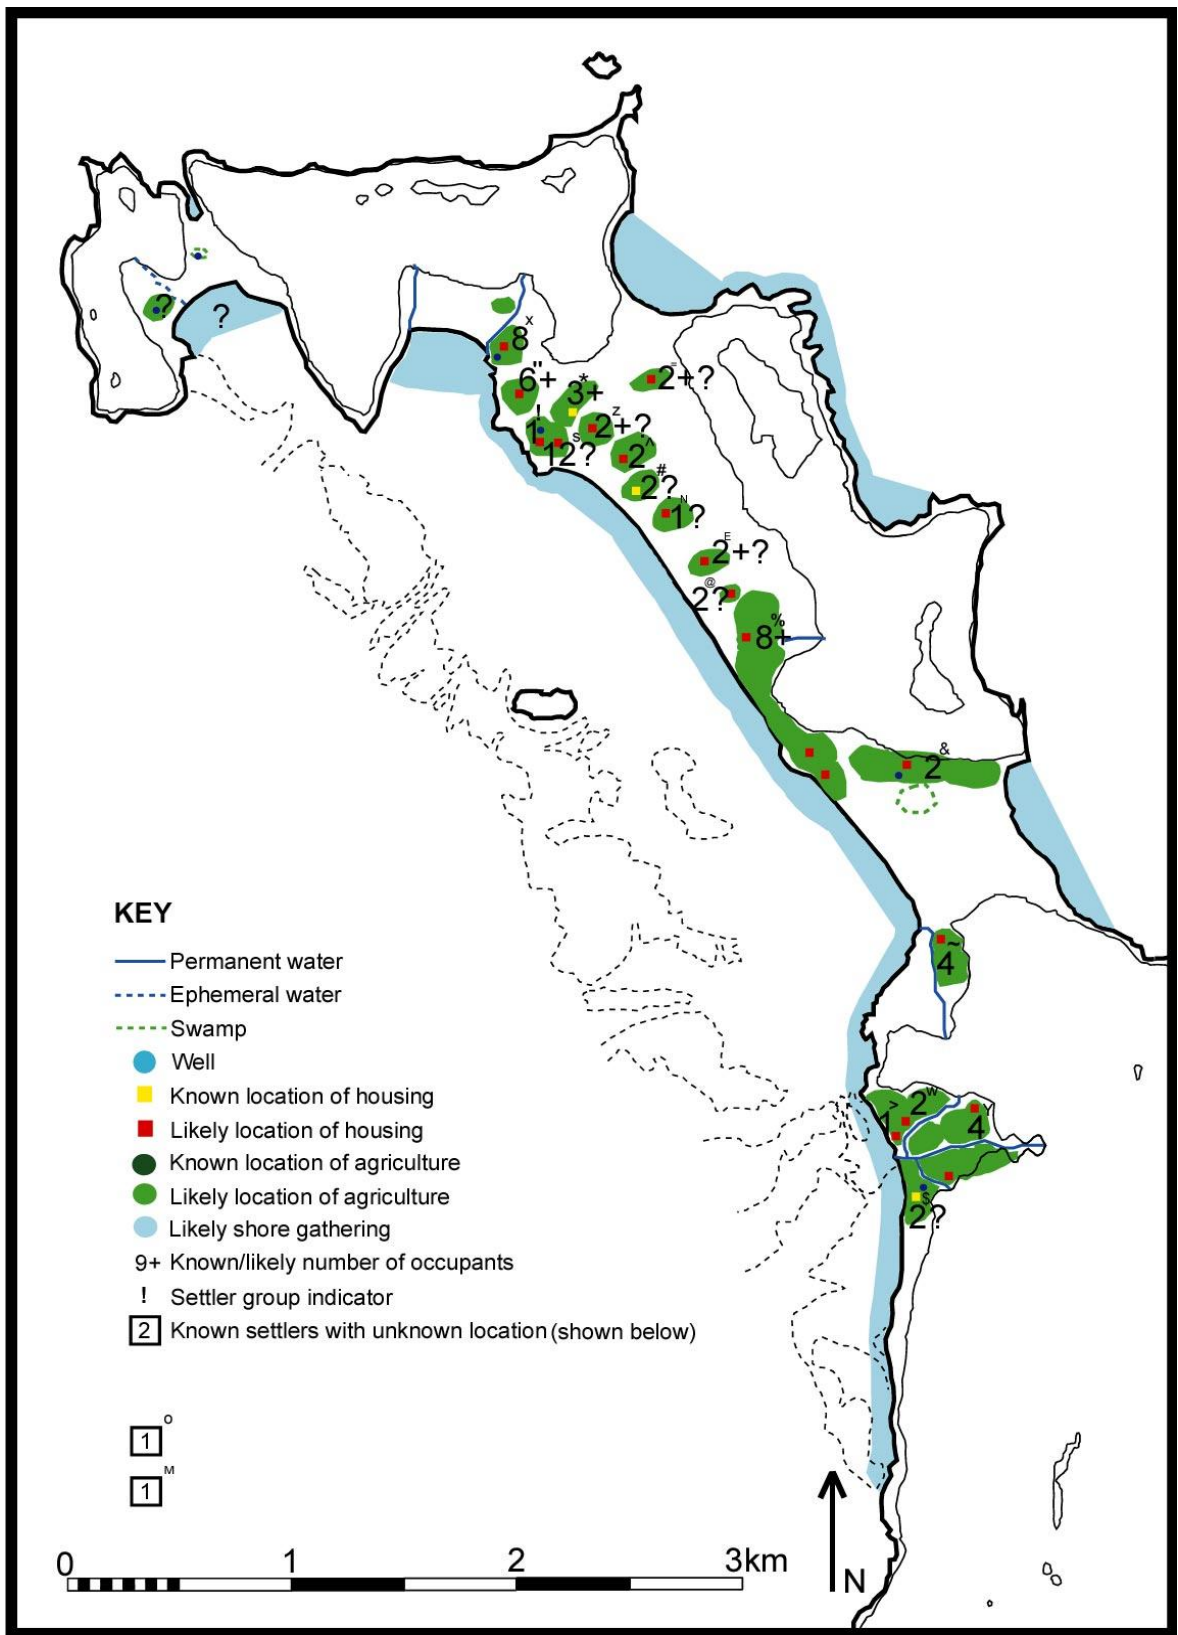 ?
?
8 x
6 "+
3 *+
2 =+?
!
1
2 z+?
12 s?
2 ^
2 #?
1 N?
2 E+?
2 @?
8 %+
2 &
4 ~
1 >
2 w
4 Y
$
2?
KEY
Permanent water
Ephemeral water
Swamp
Well
Known location of housing
Likely location of housing
Known location of agriculture
Likely location of agriculture
Likely shore gathering
9+ Known/likely number of occupants
! Settler group indicator
2 Known settlers with unknown location (shown below)
1 O
1 M
0 1 2 3km
N